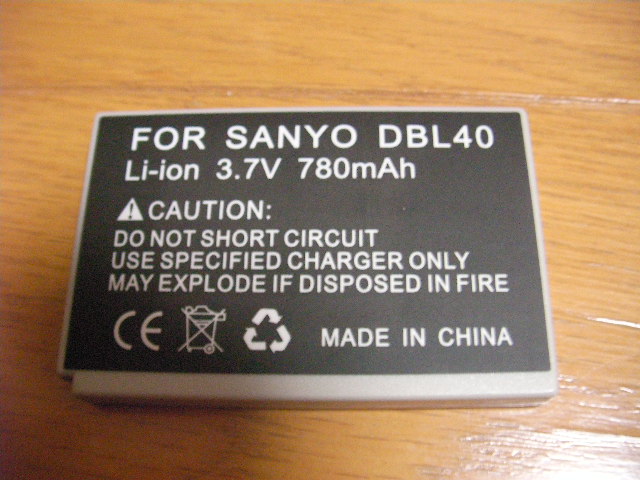 FOR SANYO DBL40
Li-ion 3.7V 780mAh
CAUTION:
DO NOT SHORT CIRCUIT
USE SPECIFIED CHARGER ONLY
MAY EXPLODE IF DISPOSED IN FIRE
CE MADE IN CHINA